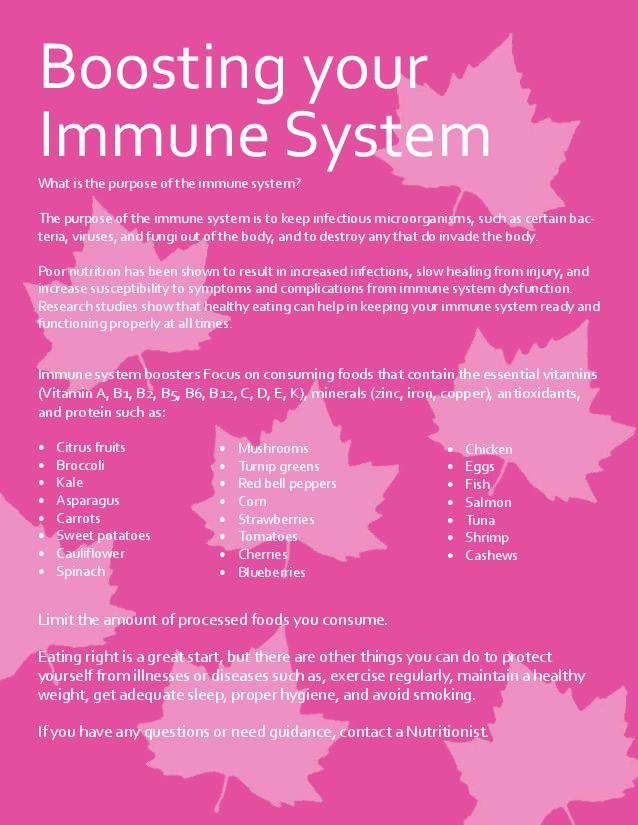 Boosting your
Immune System
What is the purpose of the immune system?
The purpose of the immune system is to keep infectious microorganisms, such as certain bac-
teria, viruses, and fungi out of the body, and to destroy any that do invade the body.
Poor nutrition has been shown to result in increased infections, slow healing from injury, and
increase susceptibility to symptoms and complications from immune system dysfunction.
Research studies show that healthy eating can help in keeping your immune system ready and
functioning properly at all times.
Immune system boosters Focus on consuming foods that contain the essential vitamins
(Vitamin A, B1, B2, B5, B6, B12, C, D, E, K), minerals (zinc, iron, copper), antioxidants,
and protein such as:
• Citrus fruits
• Broccoli
• Kale
• Asparagus
• Carrots
• Sweet potatoes
• Cauliflower
• Spinach
• Mushrooms
• Turnip greens
• Red bell peppers
• Corn
• Strawberries
• Tomatoes
• Cherries
• Blueberries
• Chicken
• Eggs
• Fish
• Salmon
• Tuna
• Shrimp
• Cashews
Limit the amount of processed foods you consume.
Eating right is a great start, but there are other things you can do to protect
yourself from illnesses or diseases such as, exercise regularly, maintain a healthy
weight, get adequate sleep, proper hygiene, and avoid smoking.
If you have any questions or need guidance, contact a Nutritionist.